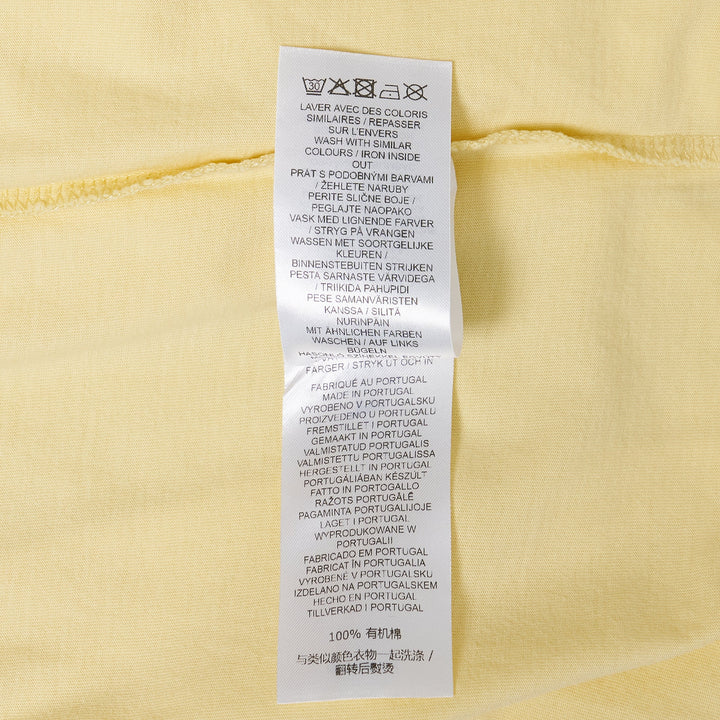 30
LAVER AVEC DES COLORIS
SIMILAIRES / REPASSER
SUR L'ENVERS
WASH WITH SIMILAR
COLOURS / IRON INSIDE
OUT
PRÁT S PODOBNÝMI BARVAMI
/ ŽEHLETE NARUBY
PERITE SLIČNE BOJE /
PEGLAJTE NAOPAKO
VASK MED LIGNENDE FARVER
/ STRYG PÅ VRANGEN
WASSEN MET SOORTGELIJKE
KLEUREN /
BINNENSTEBUITEN STRIJKEN
PESTA SARNASTE VÄRVIDEGA
/ TRIIKIDA PAHUPIDI
PESE SAMANVÄRISTEN
KANSSA / SILITÄ
NURINPÄIN
MIT ÄHNLICHEN FARBEN
WASCHEN / AUF LINKS
BÜGELN
FÄRGER / STRYK UT OCH IN
FABRIQUÉ AU PORTUGAL
MADE IN PORTUGAL
VYROBENO V PORTUGALSKU
PROIZVEDENO U PORTUGALU
FREMSTILLET I PORTUGAL
GEMAAKT IN PORTUGAL
VALMISTATUD PORTUGALIS
VALMISTETTU PORTUGALISSA
HERGESTELLT IN PORTUGAL
PORTUGÁLIÁBAN KÉSZÜLT
FATTO IN PORTOGALLO
RAŽOTS PORTUGĀLĒ
PAGAMINTA PORTUGALIJOJE
LAGET I PORTUGAL
WYPRODUKOWANE W
PORTUGALII
FABRICADO EM PORTUGAL
FABRICAT ÎN PORTUGALIA
VYROBENÉ V PORTUGALSKU
IZDELANO NA PORTUGALSKEM
HECHO EN PORTUGAL
TILLVERKAD I PORTUGAL
100% 有机棉
与类似颜色衣物一起洗涤 /
翻转后熨烫